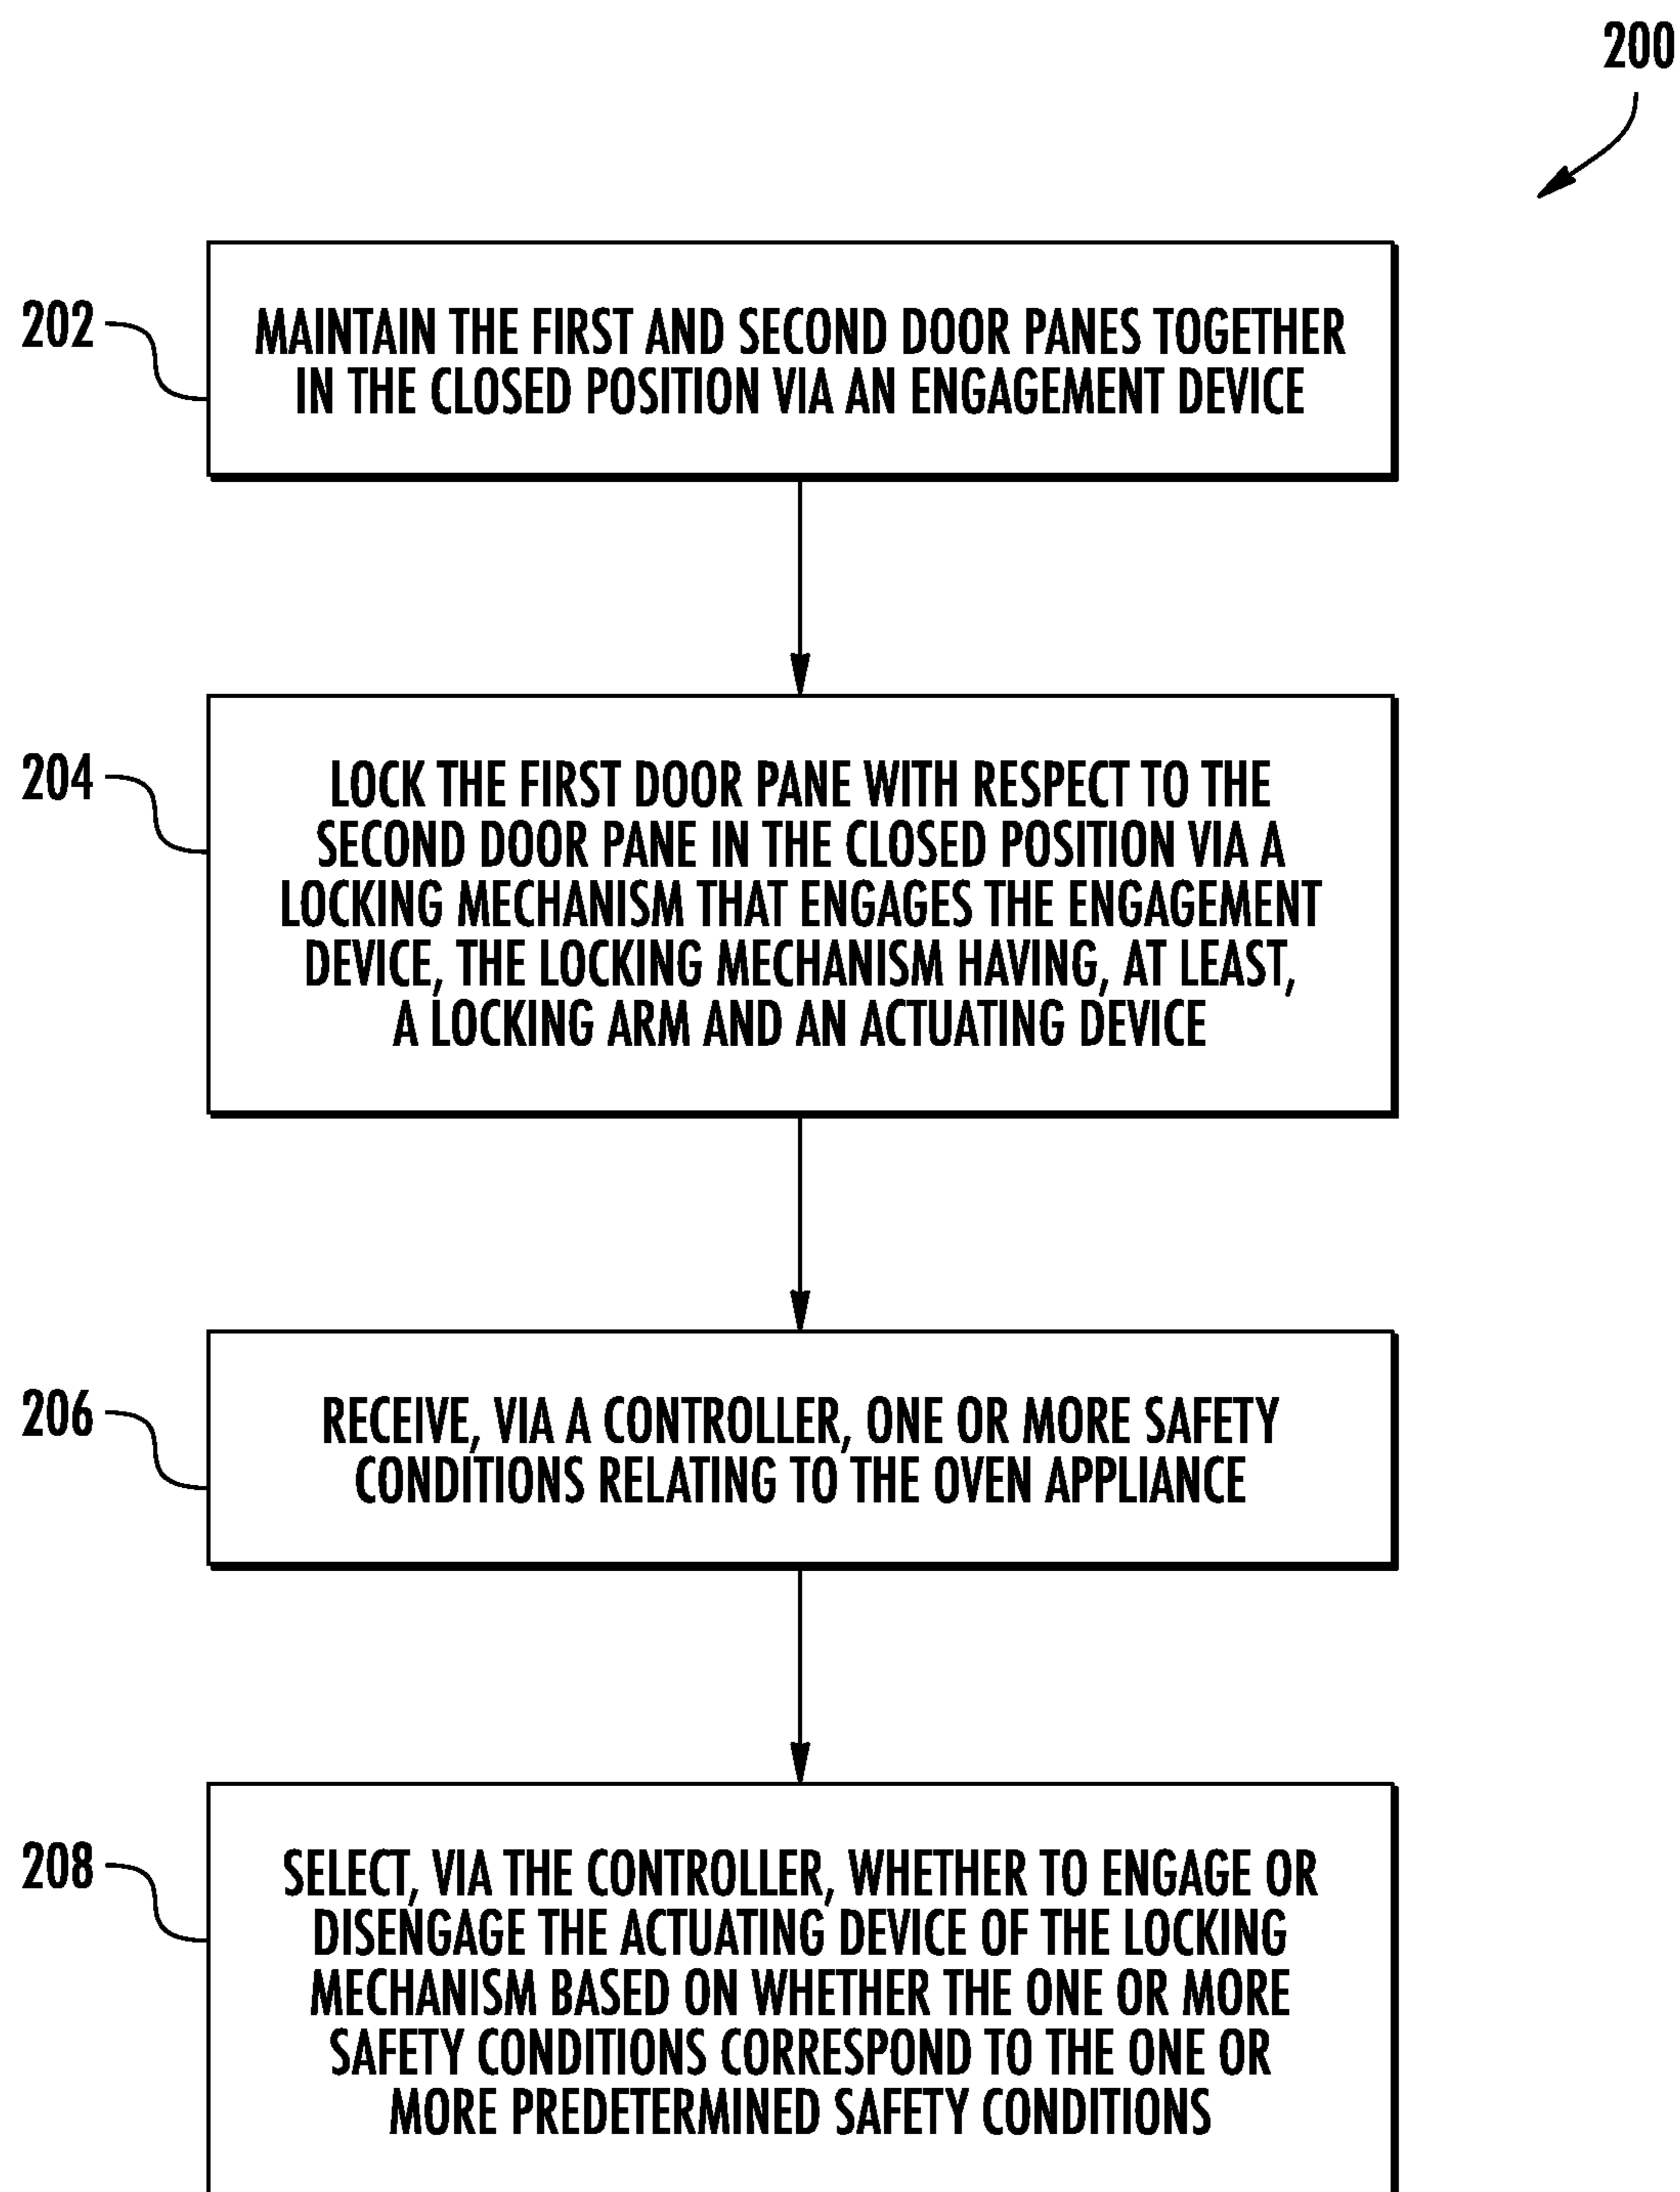 200
202
MAINTAIN THE FIRST AND SECOND DOOR PANES TOGETHER
IN THE CLOSED POSITION VIA AN ENGAGEMENT DEVICE
204
LOCK THE FIRST DOOR PANE WITH RESPECT TO THE
SECOND DOOR PANE IN THE CLOSED POSITION VIA A
LOCKING MECHANISM THAT ENGAGES THE ENGAGEMENT
DEVICE, THE LOCKING MECHANISM HAVING, AT LEAST,
A LOCKING ARM AND AN ACTUATING DEVICE
206
RECEIVE, VIA A CONTROLLER, ONE OR MORE SAFETY
CONDITIONS RELATING TO THE OVEN APPLIANCE
208
SELECT, VIA THE CONTROLLER, WHETHER TO ENGAGE OR
DISENGAGE THE ACTUATING DEVICE OF THE LOCKING
MECHANISM BASED ON WHETHER THE ONE OR MORE
SAFETY CONDITIONS CORRESPOND TO THE ONE OR
MORE PREDETERMINED SAFETY CONDITIONS